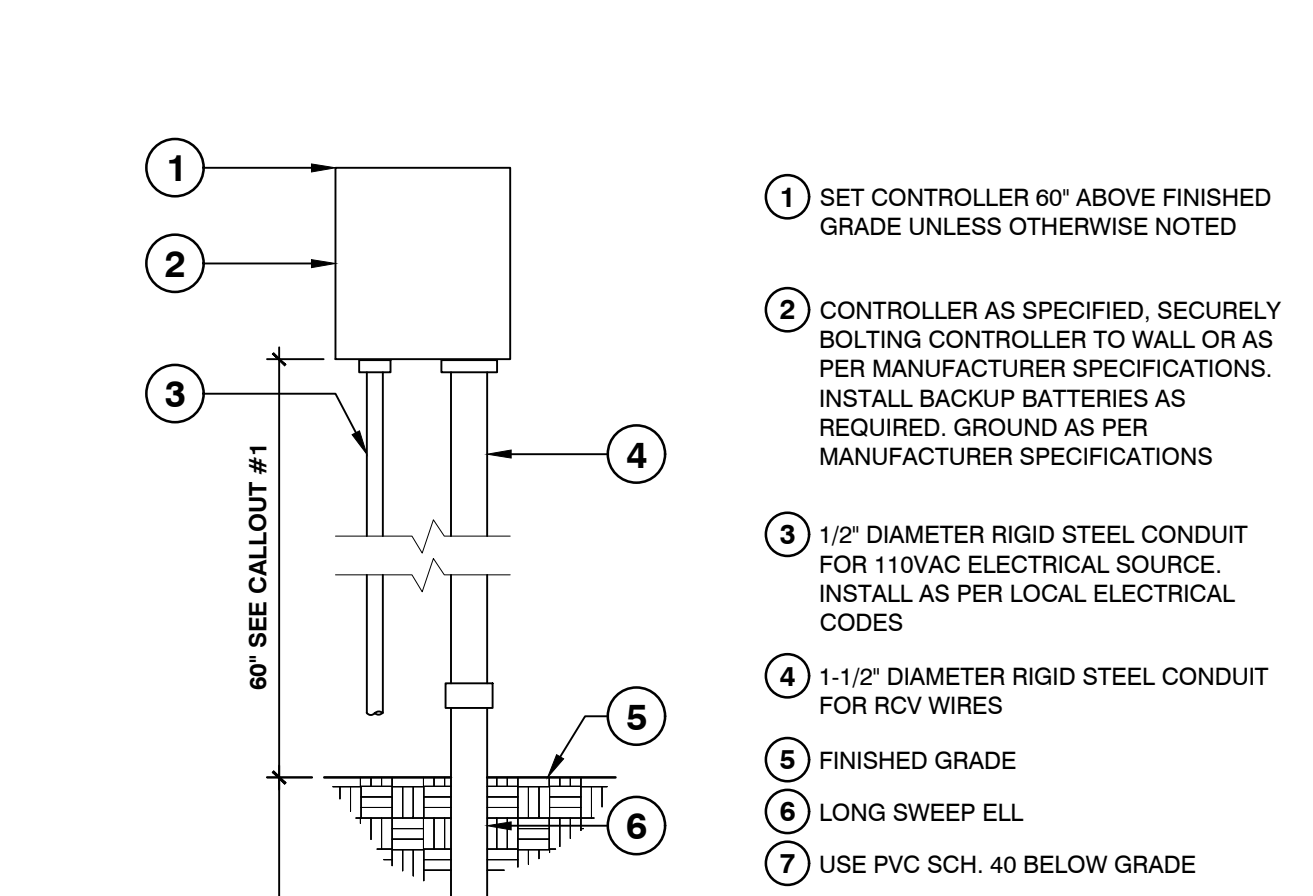 1
2
3
4
5
6
60" SEE CALLOUT #1
1 SET CONTROLLER 60" ABOVE FINISHED
GRADE UNLESS OTHERWISE NOTED
2 CONTROLLER AS SPECIFIED, SECURELY
BOLTING CONTROLLER TO WALL OR AS
PER MANUFACTURER SPECIFICATIONS.
INSTALL BACKUP BATTERIES AS
REQUIRED. GROUND AS PER
MANUFACTURER SPECIFICATIONS
3 1/2" DIAMETER RIGID STEEL CONDUIT
FOR 110VAC ELECTRICAL SOURCE.
INSTALL AS PER LOCAL ELECTRICAL
CODES
4 1-1/2" DIAMETER RIGID STEEL CONDUIT
FOR RCV WIRES
5 FINISHED GRADE
6 LONG SWEEP ELL
7 USE PVC SCH. 40 BELOW GRADE